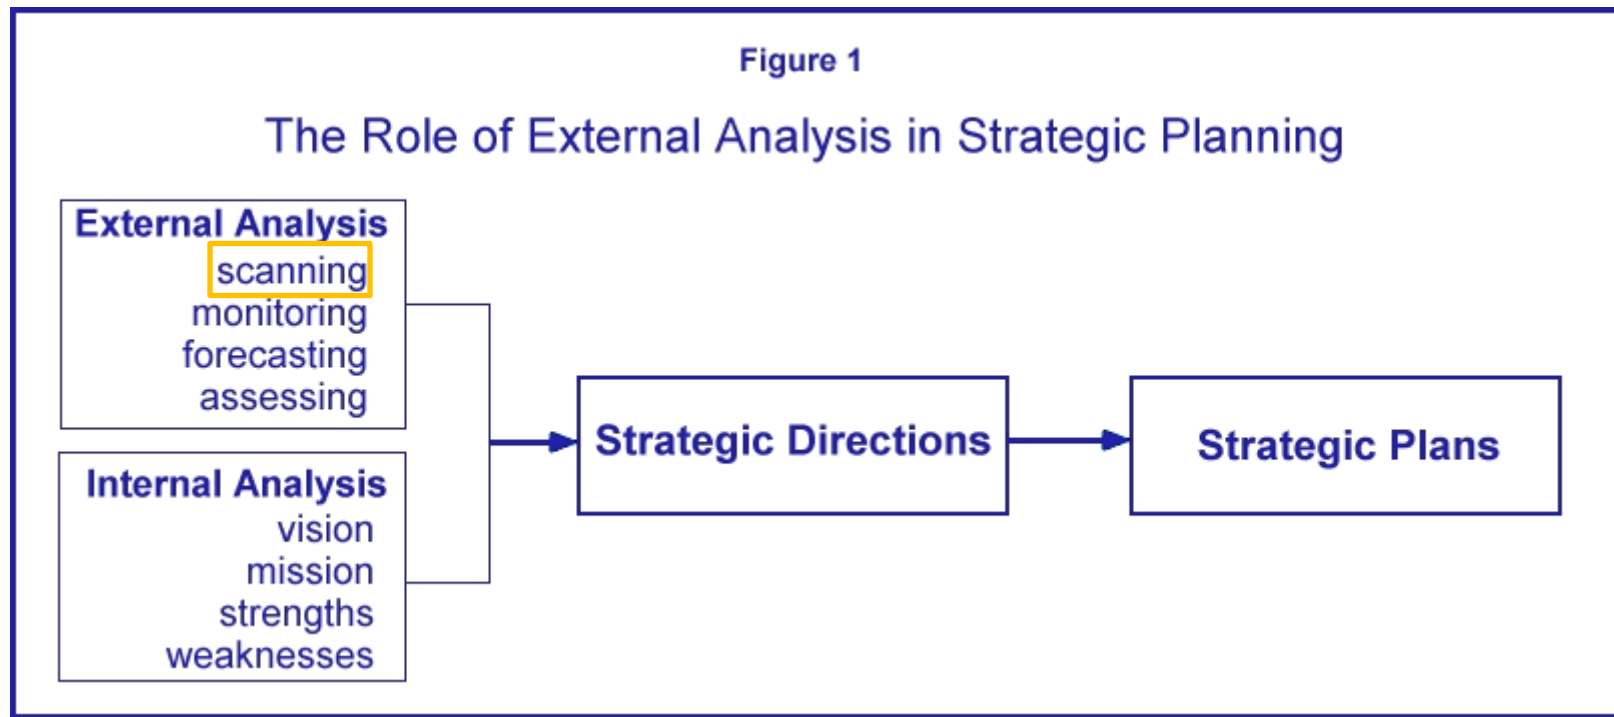 Figure 1
The Role of External Analysis in Strategic Planning
External Analysis
scanning
monitoring
forecasting
assessing
Internal Analysis
vision
mission
strengths
weaknesses
Strategic Directions
Strategic Plans